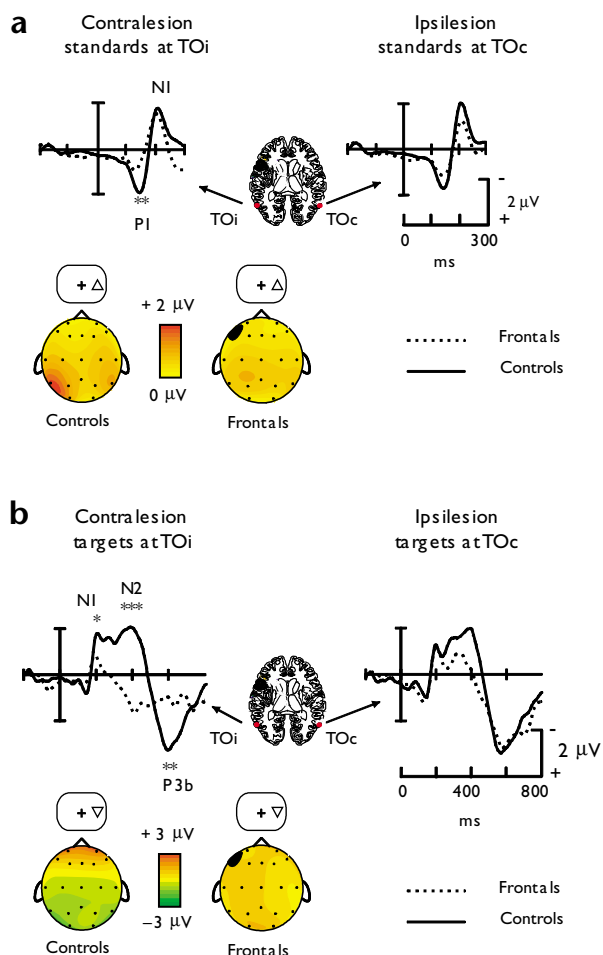 a
Contralesion
standards at TOi
Ipsilesion
standards at TOc
N1
**
P1
TOi
TOc
-
2 μV
+
0
300
ms
+ 2 μV
0 μV
Controls
Frontals
Frontals
Controls
b
Contralesion
targets at TOi
Ipsilesion
targets at TOc
N1
*
N2
***
**
P3b
TOi
TOc
-
2 μV
+
0
400
800
ms
+ 3 μV
−3 μV
Controls
Frontals
Frontals
Controls